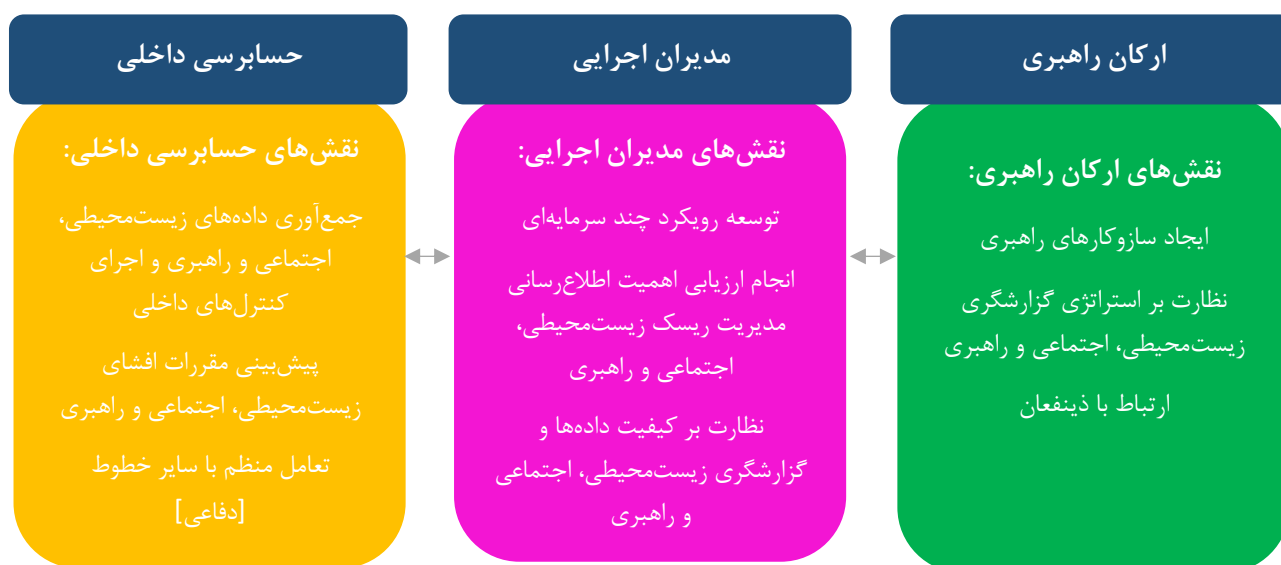 ارکان راهبری
نقش‌های ارکان راهبری:
ایجاد سازوکارهای راهبری
نظارت بر استراتژی گزارشگری
زیست‌محیطی، اجتماعی و راهبری
ارتباط با ذینفعان
مدیران اجرایی
نقش‌های مدیران اجرایی:
توسعه رویکرد چند سرمایه‌ای
انجام ارزیابی اهمیت اطلاع‌رسانی
مدیریت ریسک زیست‌محیطی،
اجتماعی و راهبری
نظارت بر کیفیت داده‌ها و
گزارشگری زیست‌محیطی، اجتماعی
و راهبری
حسابرسی داخلی
نقش‌های حسابرسی داخلی:
جمع‌آوری داده‌های زیست‌محیطی،
اجتماعی و راهبری و اجرای
کنترل‌های داخلی
پیش‌بینی مقررات افشای
زیست‌محیطی، اجتماعی و راهبری
تعامل منظم با سایر خطوط
[دفاعی]